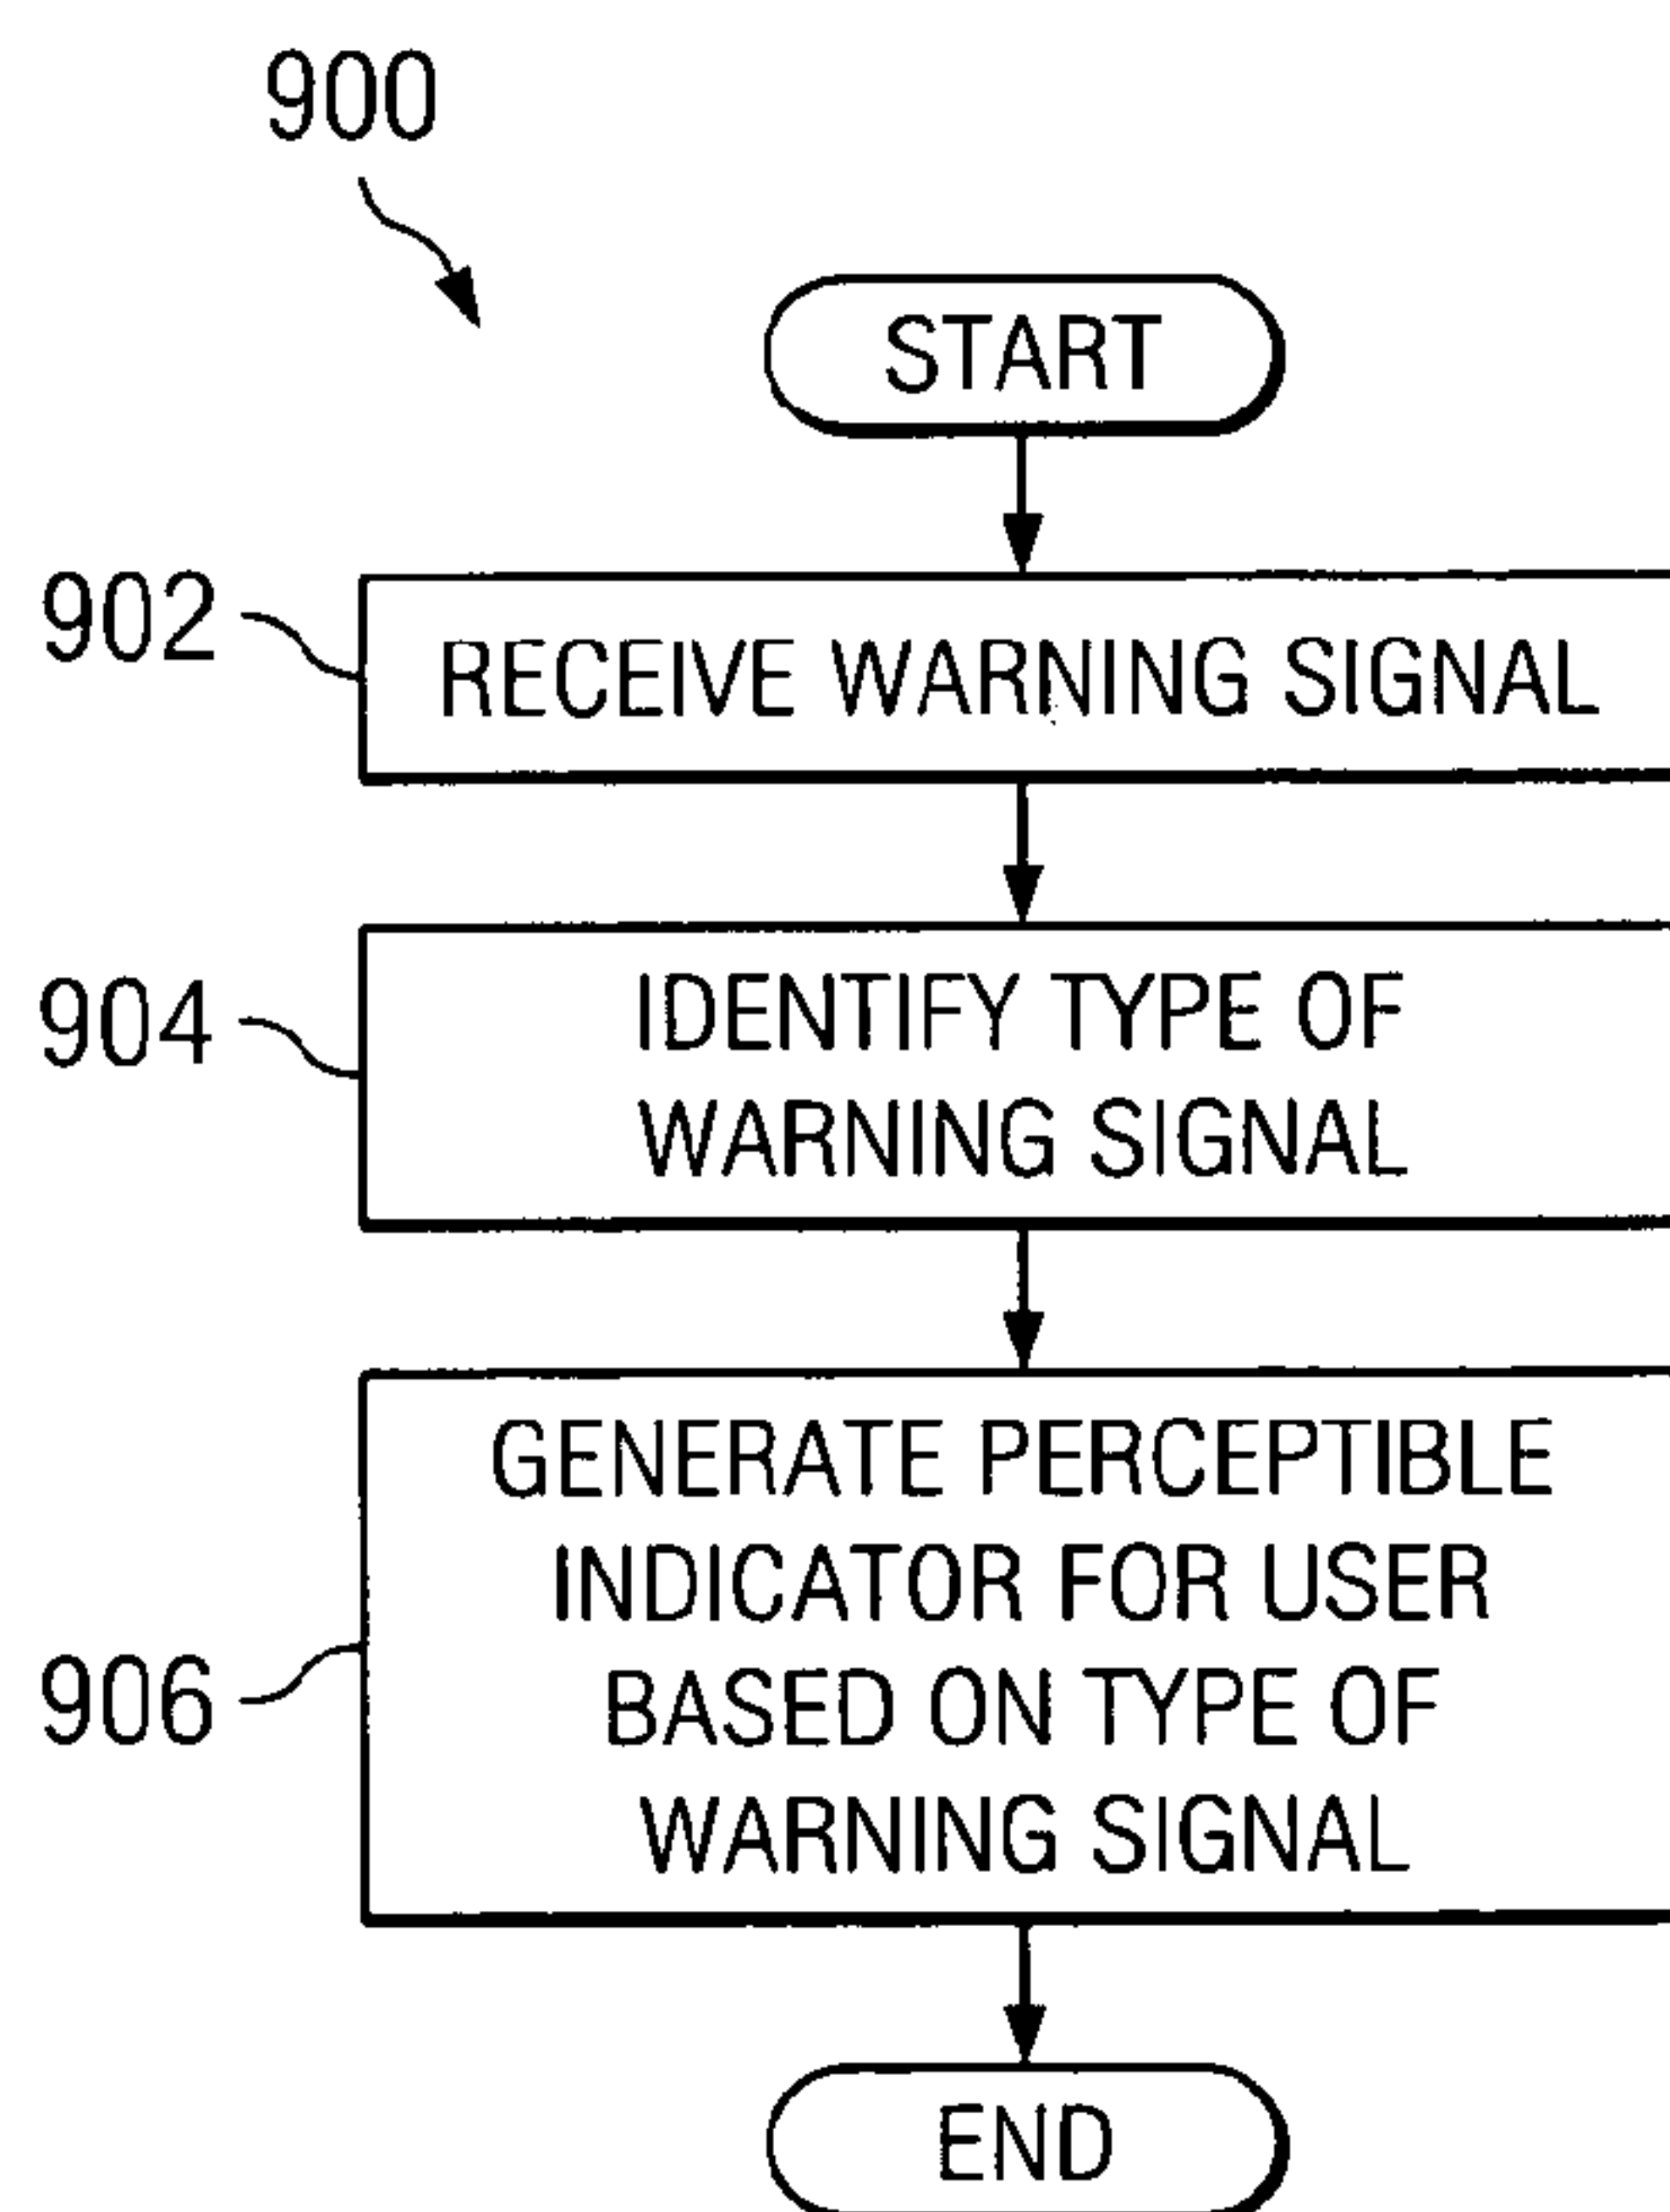 900
START
902
RECEIVE WARNING SIGNAL
904
IDENTIFY TYPE OF
WARNING SIGNAL
906
GENERATE PERCEPTIBLE
INDICATOR FOR USER
BASED ON TYPE OF
WARNING SIGNAL
END